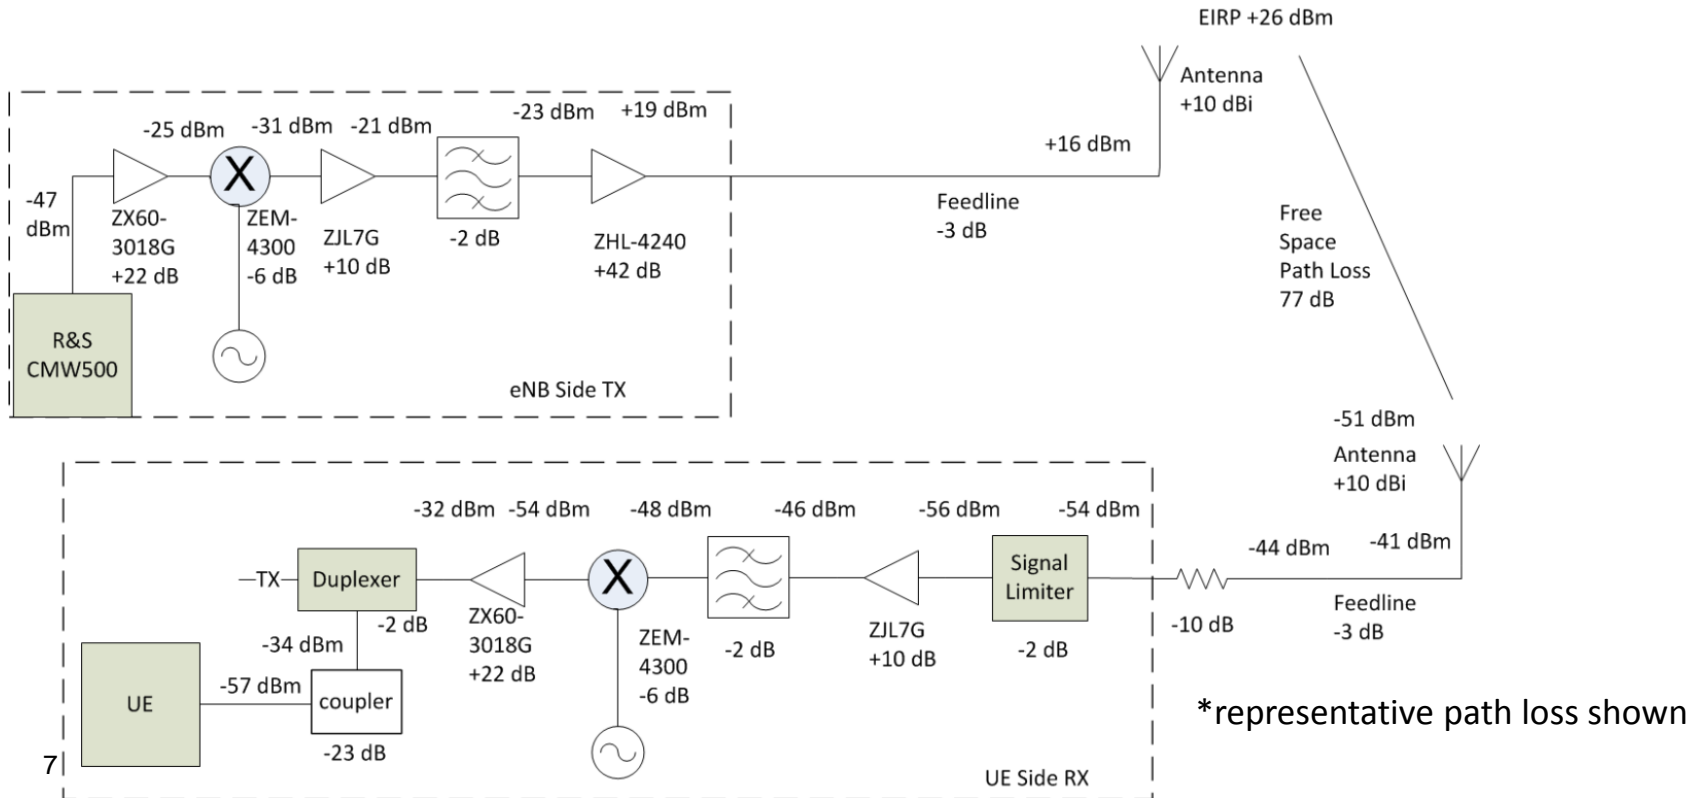 EIRP +26 dBm
Antenna
+10 dBi
-23 dBm
+19 dBm
-25 dBm
-31 dBm
-21 dBm
+16 dBm
X
-47
dBm
ZX60-
3018G
+22 dB
ZEM-
4300
-6 dB
ZJL7G
+10 dB
-2 dB
ZHL-4240
+42 dB
Feedline
-3 dB
Free
Space
Path Loss
77 dB
R&S
CMW500
eNB Side TX
-51 dBm
Antenna
+10 dBi
-32 dBm
-54 dBm
-48 dBm
-46 dBm
-56 dBm
-54 dBm
-44 dBm
-41 dBm
TX
Duplexer
X
Signal
Limiter
-2 dB
ZX60-
3018G
+22 dB
ZEM-
4300
-6 dB
-2 dB
ZJL7G
+10 dB
-2 dB
-10 dB
Feedline
-3 dB
-34 dBm
-57 dBm
UE
coupler
-23 dB
*representative path loss shown
7
UE Side RX